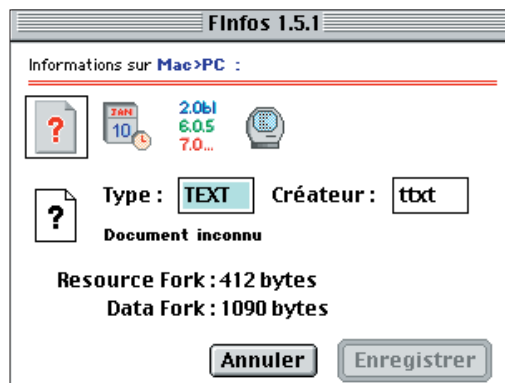 FInfos 1.5.1
Informations sur Mac>PC :
?
JAN
10
2.0bl
6.0.5
7.0...
?
Type : TEXT Créateur : ttxt
Document inconnu
Resource Fork : 412 bytes
Data Fork : 1090 bytes
Annuler Enregistrer